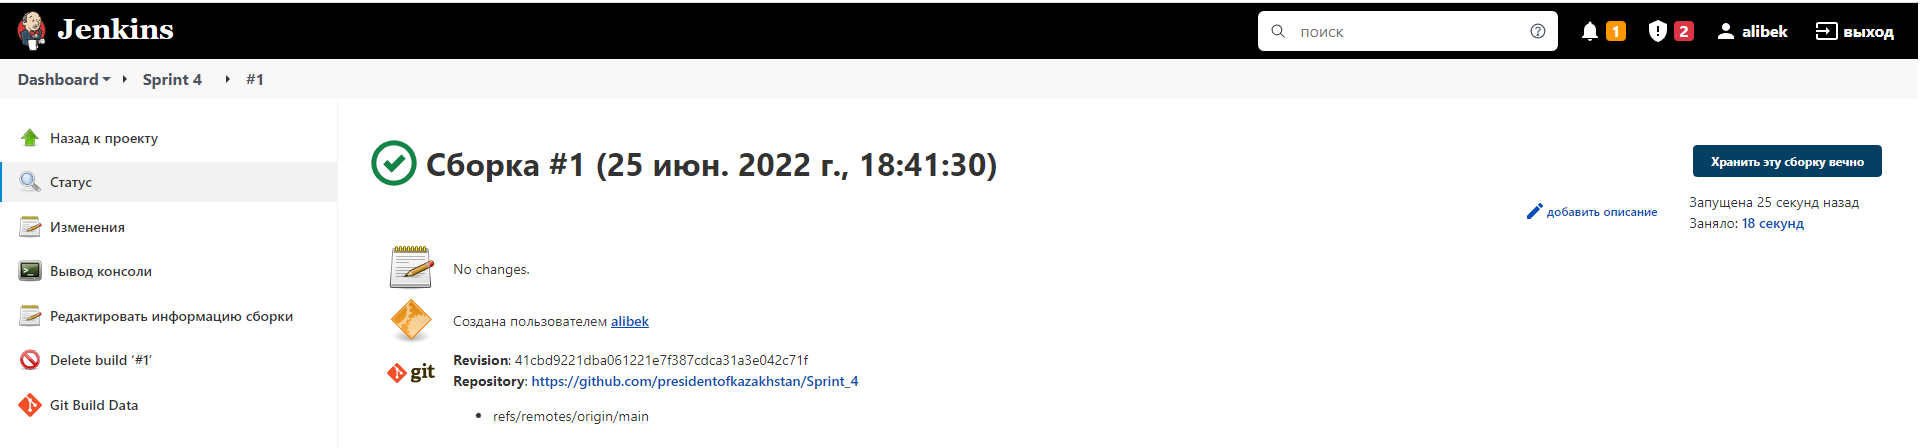 Jenkins
поиск
1
2
alibek
выход
Dashboard
Sprint 4
#1
Назад к проекту
Статус
Изменения
Вывод консоли
Редактировать информацию сборки
Delete build ‘#1’
Git Build Data
Сборка #1 (25 июн. 2022 г., 18:41:30)
Хранить эту сборку вечно
добавить описание
Запущена 25 секунд назад
Заняло: 18 секунд
No changes.
Создана пользователем alibek
git
Revision: 41cbd9221dba061221e7f387cdca31a3e042c71f
Repository: https://github.com/presidentofkazakhstan/Sprint_4
• refs/remotes/origin/main